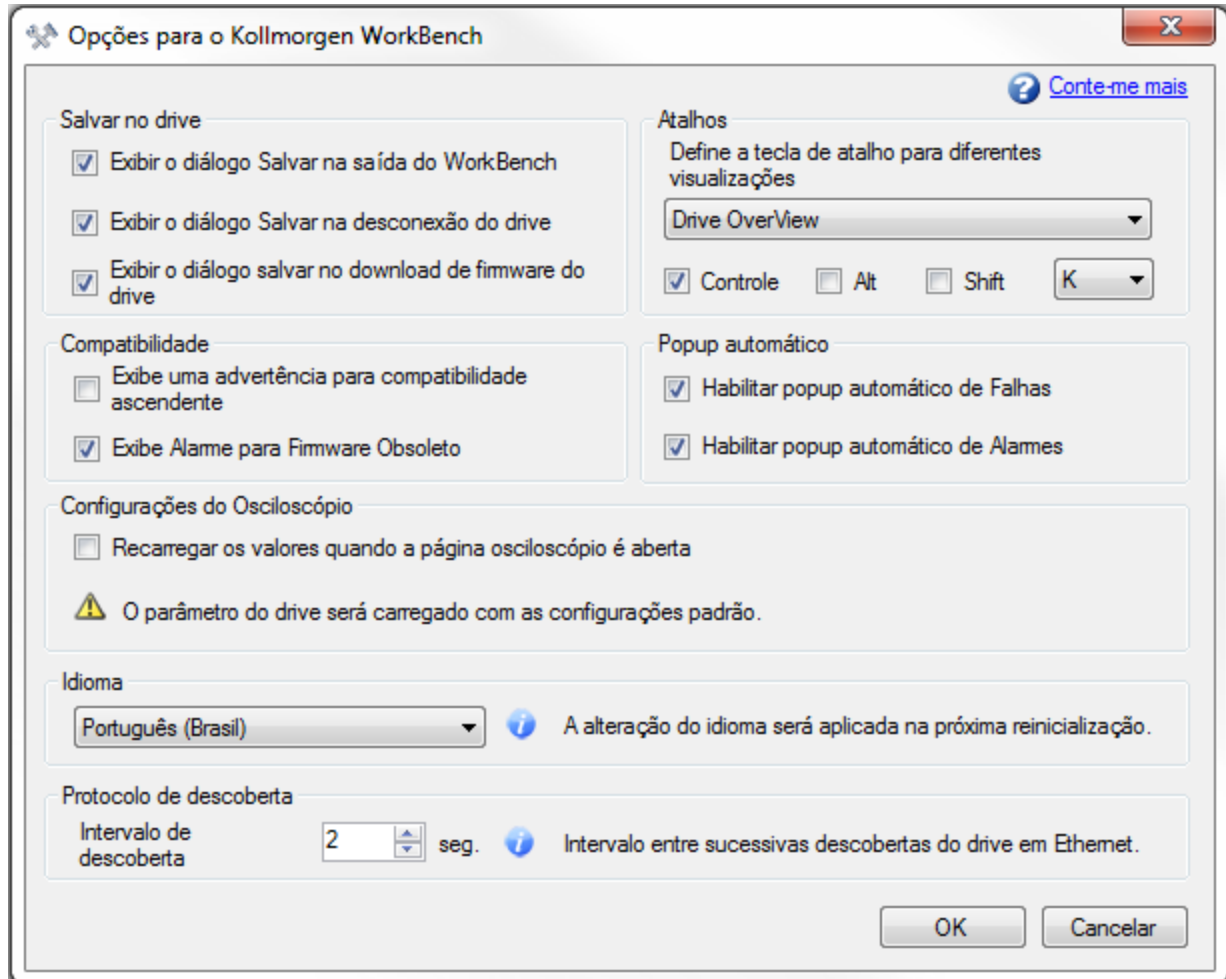 Opções para o Kollmorgen WorkBench
Conte-me mais
Salvar no drive
Exibir o diálogo Salvar na saída do WorkBench
Exibir o diálogo Salvar na desconexão do drive
Exibir o diálogo salvar no download de firmware do
drive
Atalhos
Define a tecla de atalho para diferentes
visualizações
Drive OverView
Controle Alt Shift K
Compatibilidade
Exibe uma advertência para compatibilidade
ascendente
Exibe Alarme para Firmware Obsoleto
Popup automático
Habilitar popup automático de Falhas
Habilitar popup automático de Alarmes
Configurações do Osciloscópio
Recarregar os valores quando a página osciloscópio é aberta
O parâmetro do drive será carregado com as configurações padrão.
Idioma
Português (Brasil) A alteração do idioma será aplicada na próxima reinicialização.
Protocolo de descoberta
Intervalo de
descoberta
2 seg. Intervalo entre sucessivas descobertas do drive em Ethernet.
OK Cancelar